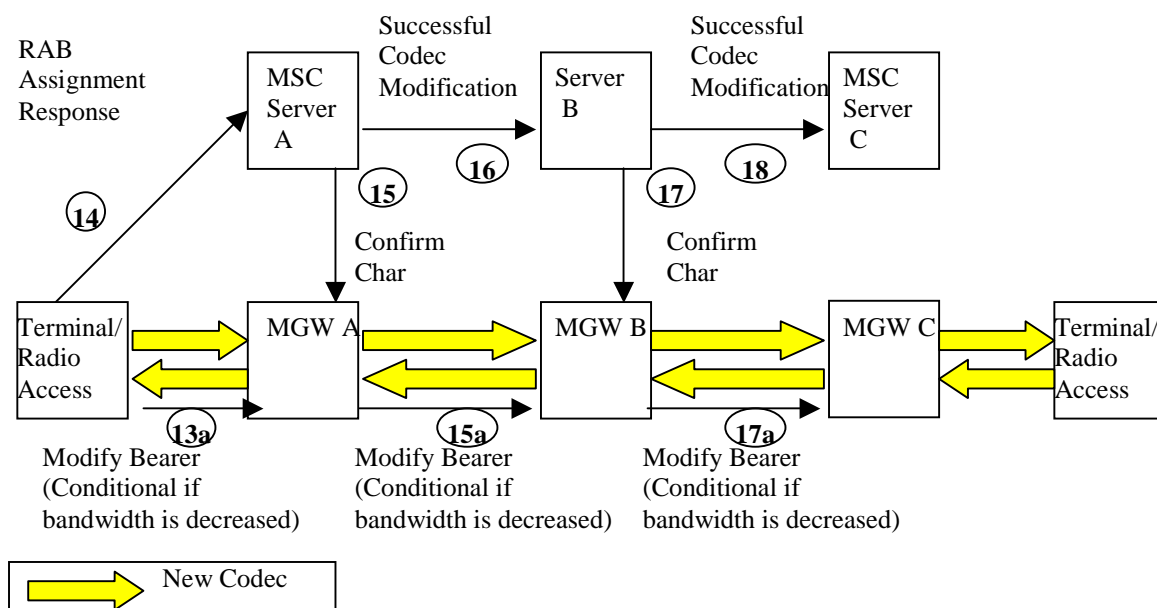 RAB
Assignment
Response
MSC
Server
A
Successful
Codec
Modification
Server
B
Successful
Codec
Modification
MSC
Server
C
14
15
16
17
18
Confirm
Char
Confirm
Char
Terminal/
Radio
Access
MGW A
MGW B
MGW C
Terminal/
Radio
Access
13a
15a
17a
Modify Bearer
(Conditional if
bandwidth is decreased)
Modify Bearer
(Conditional if
bandwidth is decreased)
Modify Bearer
(Conditional if
bandwidth is decreased)
New Codec